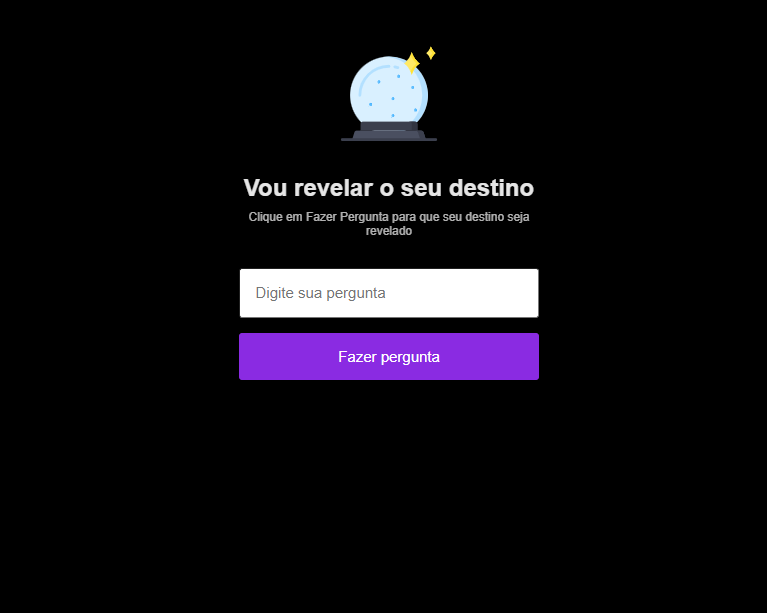 Vou revelar o seu destino
Clique em Fazer Pergunta para que seu destino seja
revelado
Digite sua pergunta
Fazer pergunta